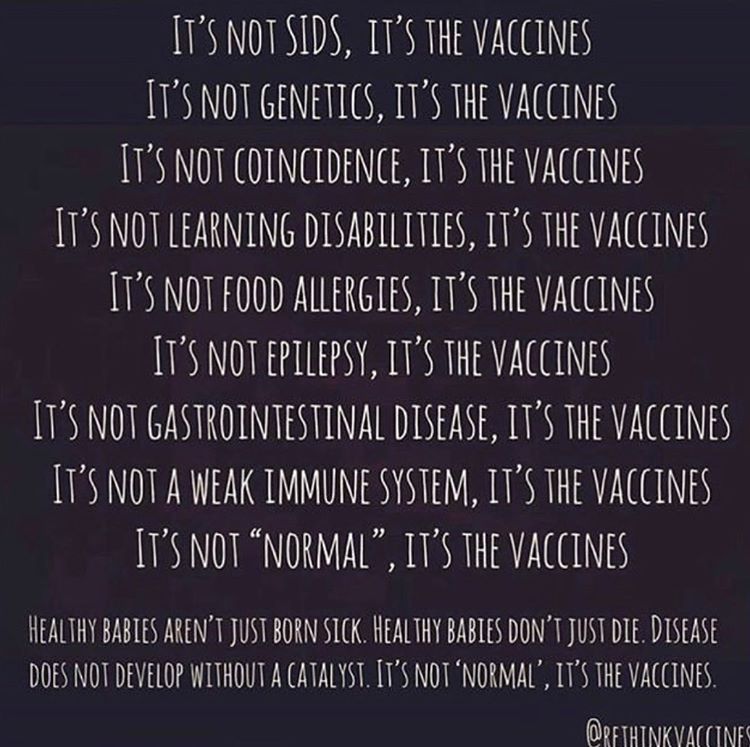 It's not SIDS, it's the vaccines
It's not genetics, it's the vaccines
It's not coincidence, it's the vaccines
It's not learning disabilities, it's the vaccines
It's not food allergies, it's the vaccines
It's not epilepsy, it's the vaccines
It's not gastrointestinal disease, it's the vaccines
It's not a weak immune system, it's the vaccines
It's not “normal”, it's the vaccines
Healthy babies aren't just born sick. Healthy babies don't just die. Disease
does not develop without a catalyst. It's not 'normal', it's the vaccines.
@rethinkvaccines